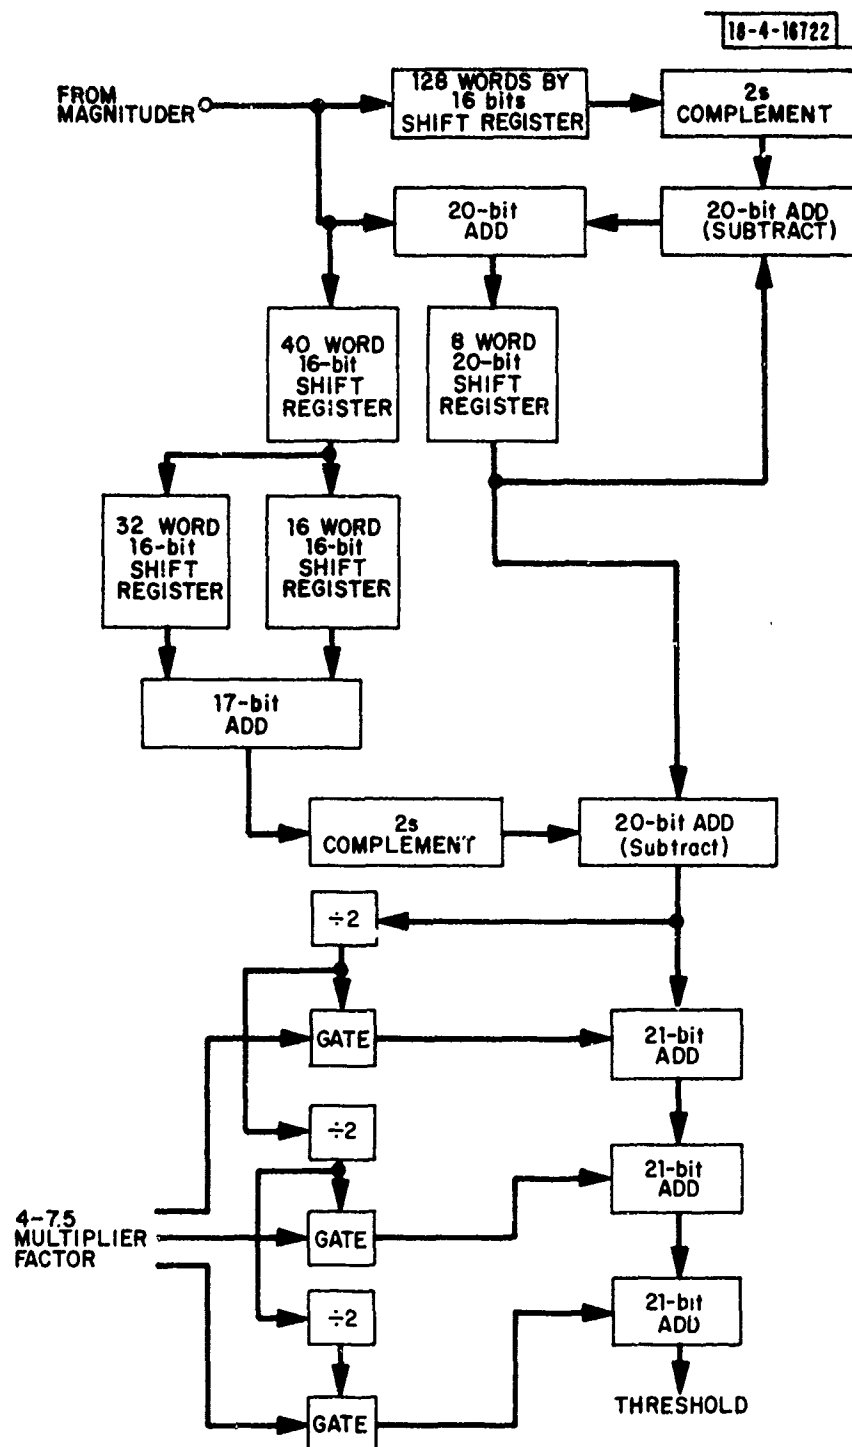 18-4-16722
FROM
MAGNITUDER
128 WORDS BY
16 bits
SHIFT REGISTER
2s
COMPLEMENT
20-bit
ADD
20-bit ADD
(SUBTRACT)
40 WORD
16-bit
SHIFT
REGISTER
8 WORD
20-bit
SHIFT
REGISTER
32 WORD
16-bit
SHIFT
REGISTER
16 WORD
16-bit
SHIFT
REGISTER
17-bit
ADD
2s
COMPLEMENT
20-bit ADD
(Subtract)
÷2
GATE
21-bit
ADD
÷2
21-bit
ADD
4-7.5
MULTIPLIER
FACTOR
GATE
÷2
21-bit
ADD
GATE
THRESHOLD